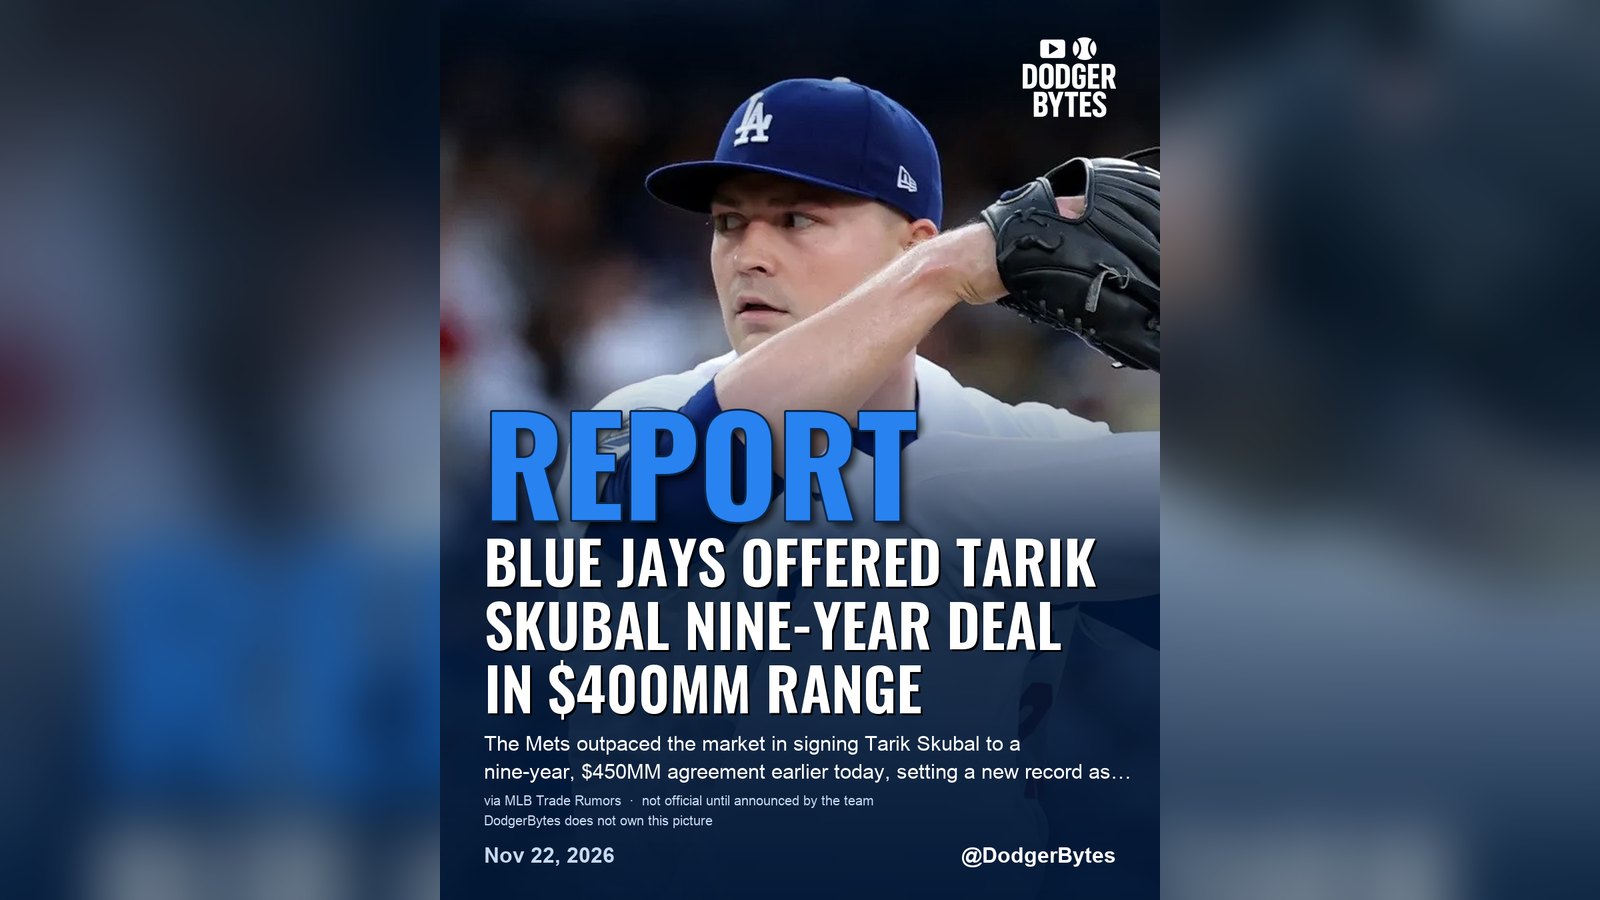 DODGER
BYTES
LA
REPORT
BLUE JAYS OFFERED TARIK
SKUBAL NINE-YEAR DEAL
IN $400MM RANGE
The Mets outpaced the market in signing Tarik Skubal to a
nine-year, $450MM agreement earlier today, setting a new record as…
via MLB Trade Rumors · not official until announced by the team
DodgerBytes does not own this picture
Nov 22, 2026
@DodgerBytes